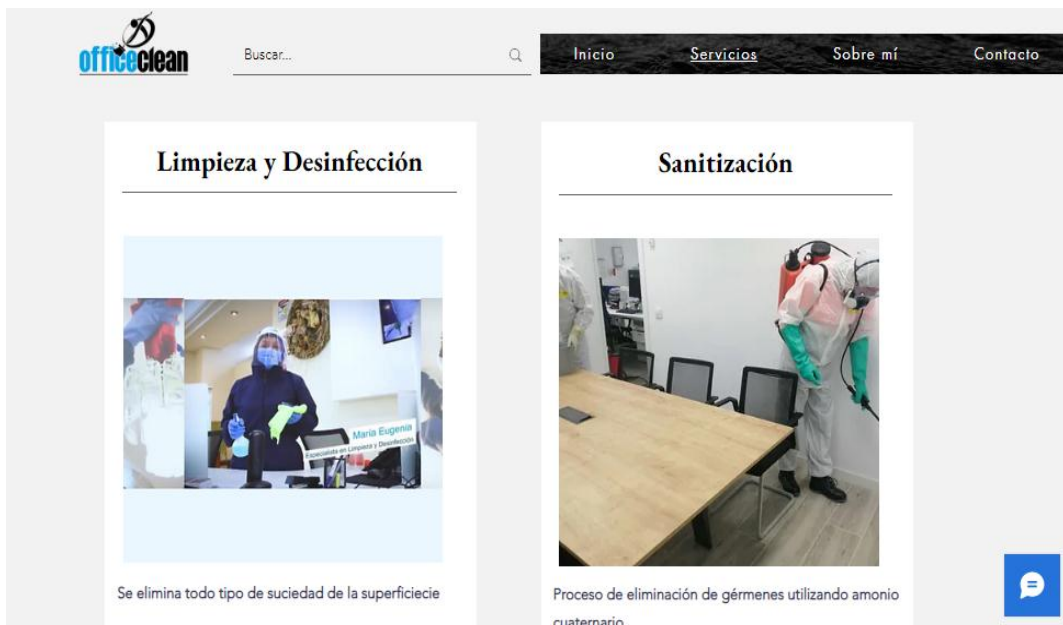 officeclean
Buscar...
Inicio Servicios Sobre mí Contacto
Limpieza y Desinfección
Sanitización
María Eugenia
Especialista en Limpieza y Desinfección
Se elimina todo tipo de suciedad de la superficiecie
Proceso de eliminación de gérmenes utilizando amonio
cuaternario